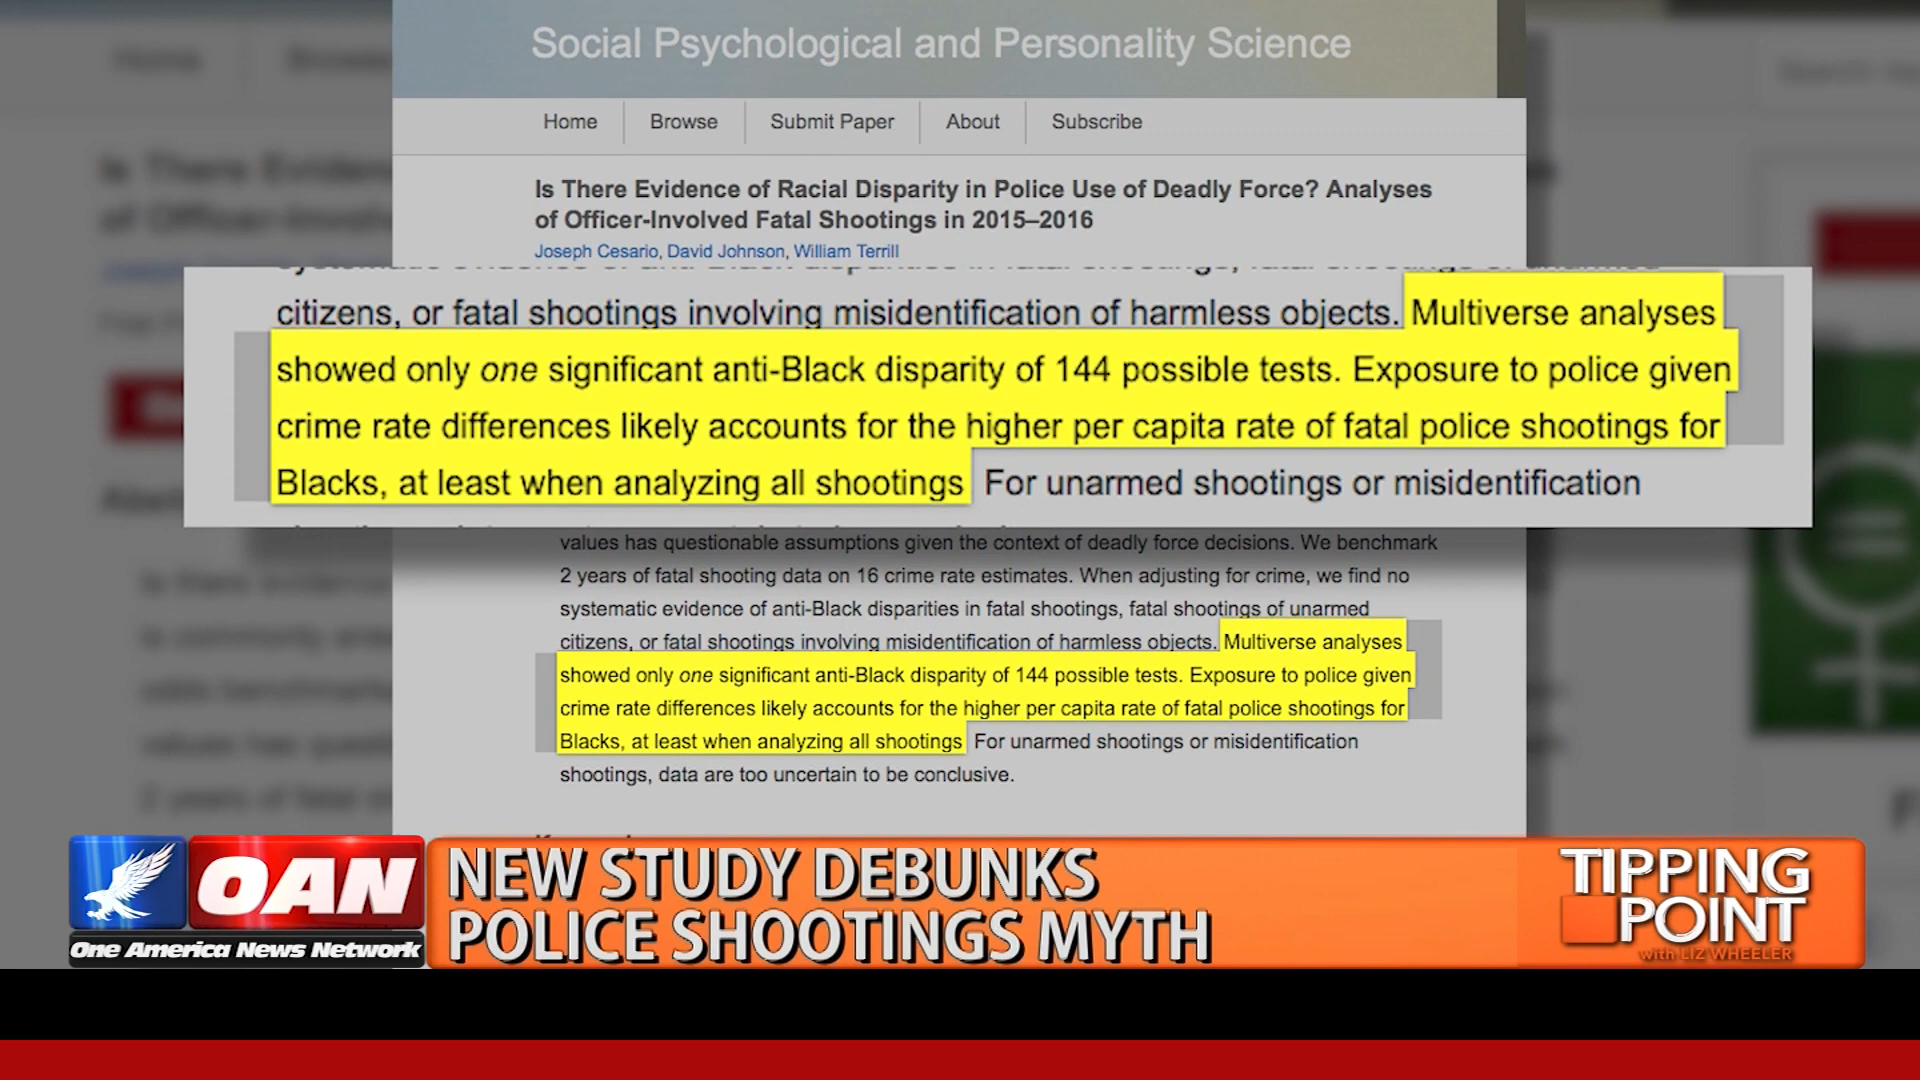 Social Psychological and Personality Science
Home
Browse
Submit Paper
About
Subscribe
Is There Evidence of Racial Disparity in Police Use of Deadly Force? Analyses
of Officer-Involved Fatal Shootings in 2015–2016
Joseph Cesario, David Johnson, William Terrill
citizens, or fatal shootings involving misidentification of harmless objects. Multiverse analyses
showed only one significant anti-Black disparity of 144 possible tests. Exposure to police given
crime rate differences likely accounts for the higher per capita rate of fatal police shootings for
Blacks, at least when analyzing all shootings For unarmed shootings or misidentification
values has questionable assumptions given the context of deadly force decisions. We benchmark
2 years of fatal shooting data on 16 crime rate estimates. When adjusting for crime, we find no
systematic evidence of anti-Black disparities in fatal shootings, fatal shootings of unarmed
citizens, or fatal shootings involving misidentification of harmless objects. Multiverse analyses
showed only one significant anti-Black disparity of 144 possible tests. Exposure to police given
crime rate differences likely accounts for the higher per capita rate of fatal police shootings for
Blacks, at least when analyzing all shootings For unarmed shootings or misidentification
shootings, data are too uncertain to be conclusive.
OAN
One America News Network
NEW STUDY DEBUNKS
POLICE SHOOTINGS MYTH
TIPPING
POINT
with LIZ WHEELER